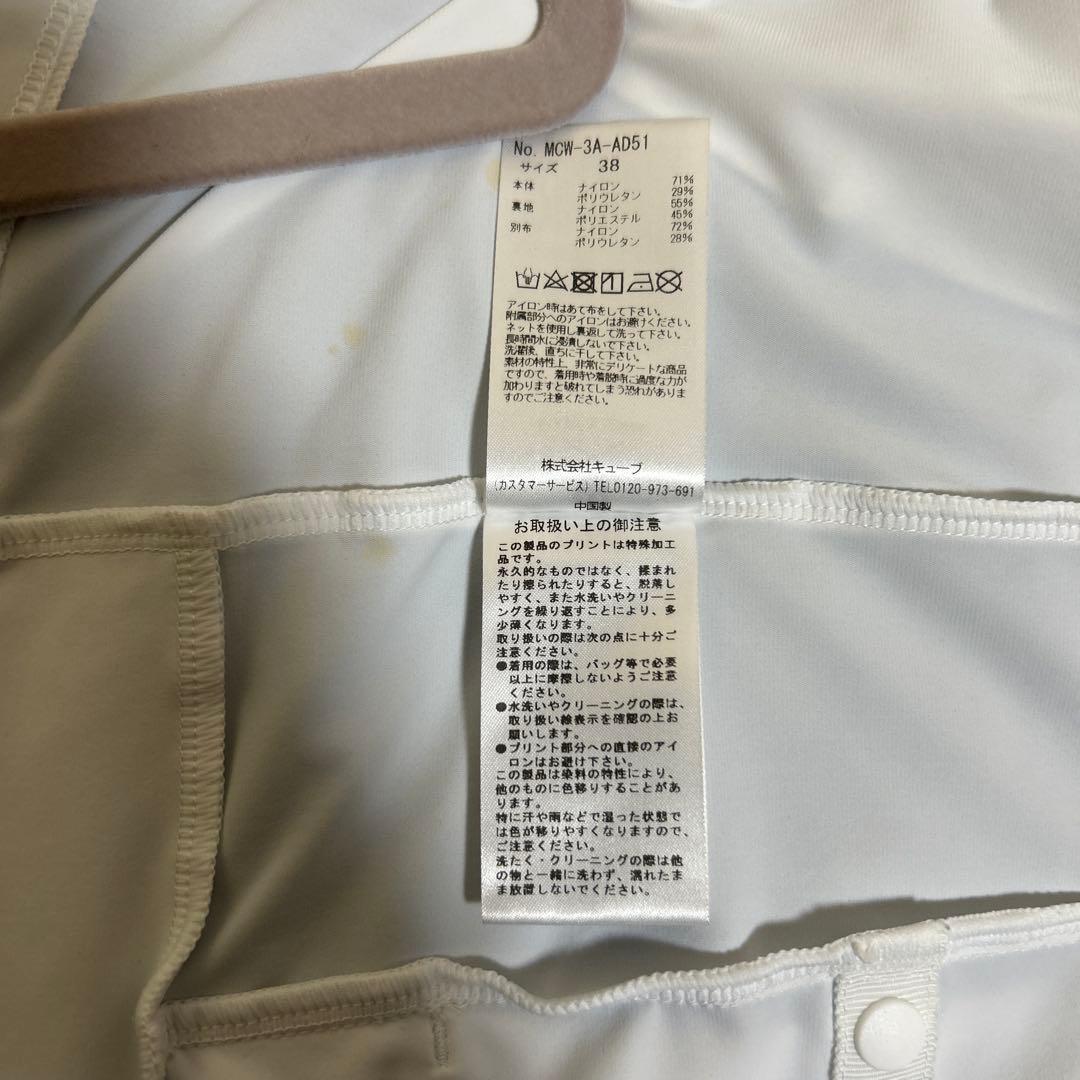 No. MCW-3A-AD51
サイズ 38
本体 ナイロン 71%
ポリウレタン 29%
裏地 ナイロン 55%
ポリエステル 45%
別布 ナイロン 72%
ポリウレタン 28%
アイロン時はあて布をして下さい。
附属部分へのアイロンはお避けください。
ネットを使用し裏返して洗って下さい。
長時間水に浸漬しないで下さい。
洗濯後、直ちに干して下さい。
素材の特性上、非常にデリケートな商品
ですので、着用時や着脱時に過度な力が
加わりますと破れてしまう恐れがありま
すのでご注意ください。
株式会社キューブ
(カスタマーサービス) TEL0120-973-691
中国製
お取扱い上の御注意
この製品のプリントは特殊加工
品です。
永久的なものではなく、揉まれ
たり擦られたりすると、脱落し
やすく、また水洗いやクリーニ
ングを繰り返すことにより、多
少薄くなります。
取り扱いの際は次の点に十分ご
注意ください。
●着用の際は、バッグ等で必要
以上に摩擦しないようご注意
ください。
●水洗いやクリーニングの際は、
取り扱い絵表示を確認の上お
願いします。
●プリント部分への直接のアイ
ロンはお避け下さい。
この製品は染料の特性により、
他のものに色移りすることがあ
ります。
特に汗や雨などで湿った状態で
は色が移りやすくなりますので、
ご注意ください。
洗たく・クリーニングの際は他
の物と一緒に洗わず、濡れたま
ま放置しないでください。